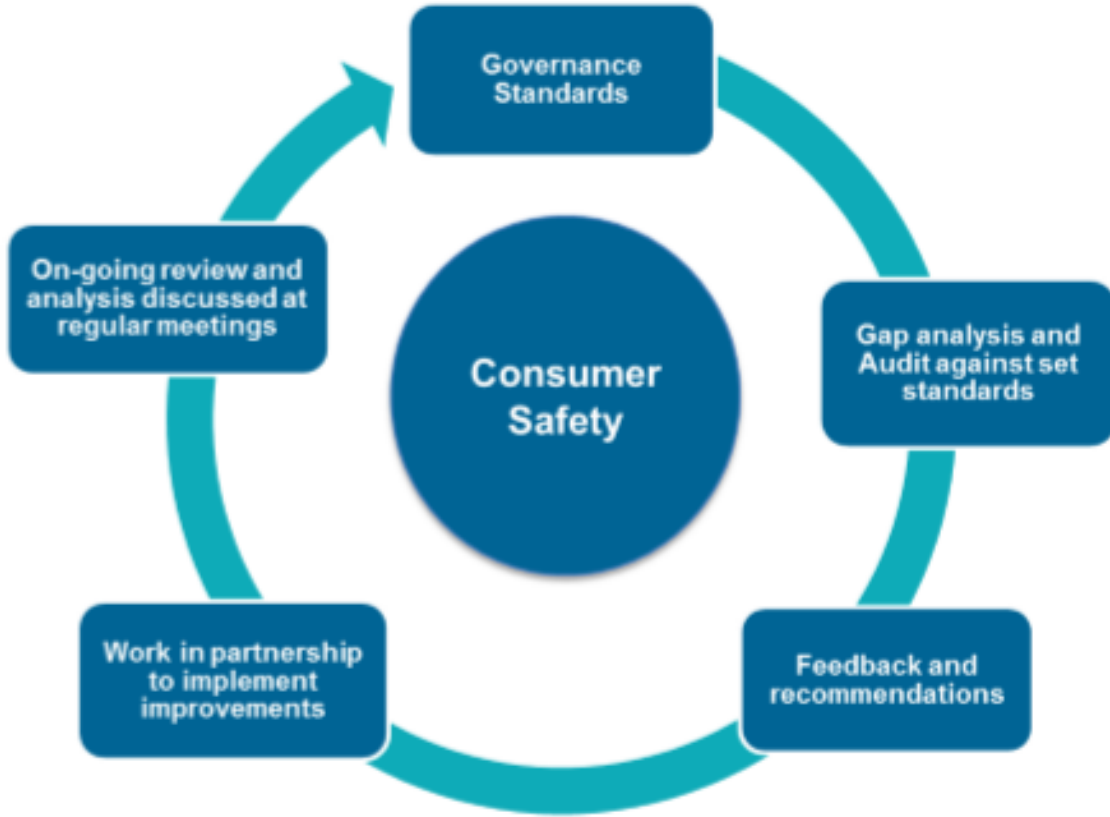 Governance
Standards
Gap analysis and
Audit against set
standards
Feedback and
recommendations
Work in partnership
to implement
improvements
On-going review and
analysis discussed at
regular meetings
Consumer
Safety